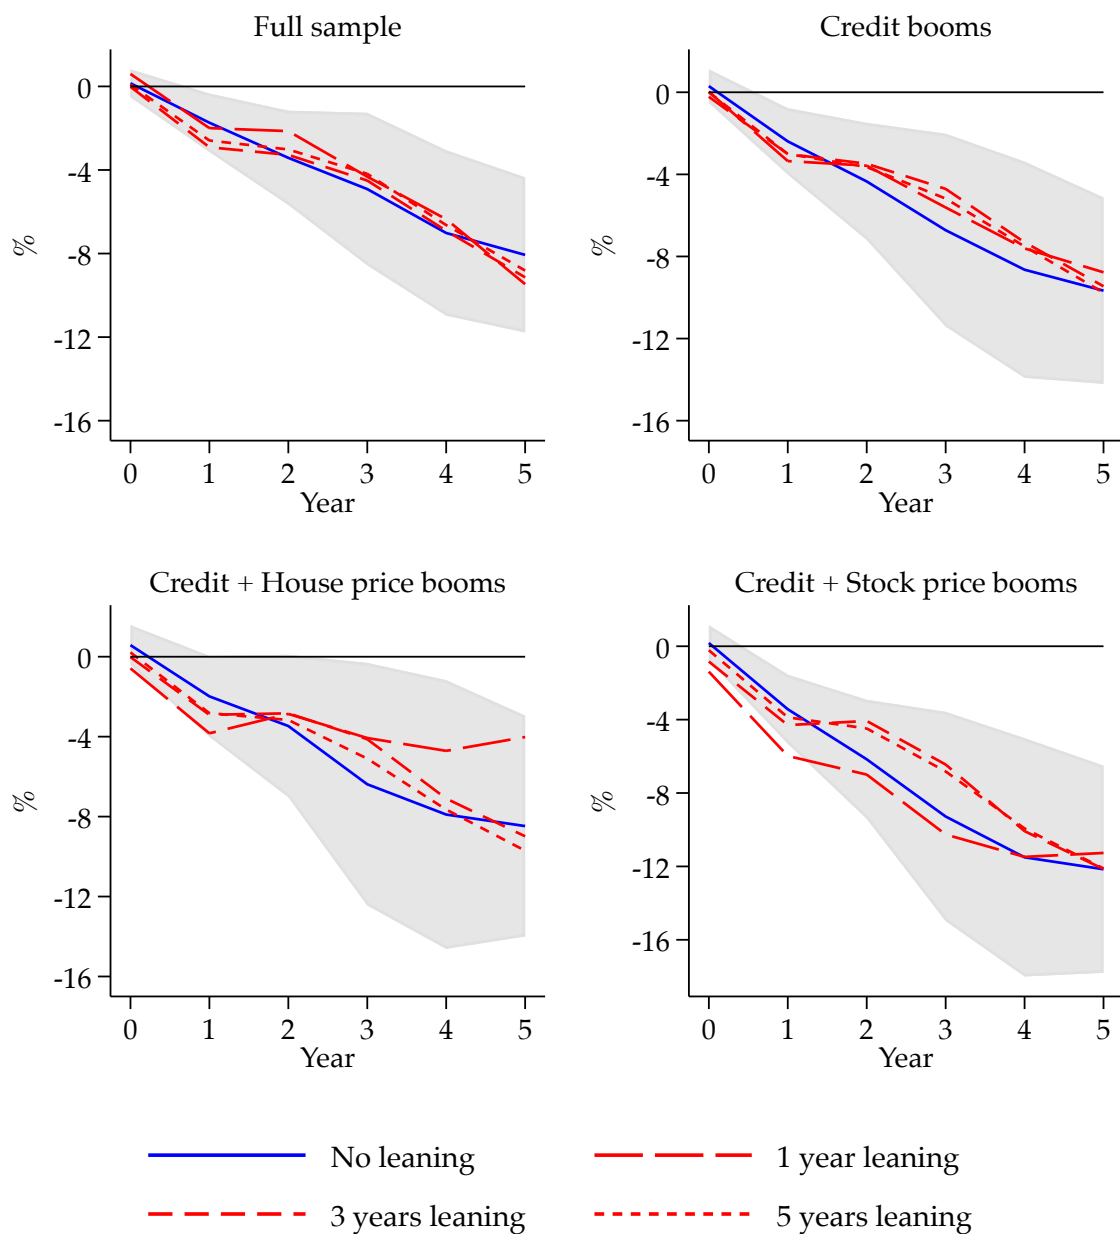 Full sample
0
-4
-8
-12
-16
%
0 1 2 3 4 5
Year
Credit booms
0
-4
-8
-12
-16
%
0 1 2 3 4 5
Year
Credit + House price booms
0
-4
-8
-12
-16
%
0 1 2 3 4 5
Year
Credit + Stock price booms
0
-4
-8
-12
-16
%
0 1 2 3 4 5
Year
No leaning
1 year leaning
3 years leaning
5 years leaning